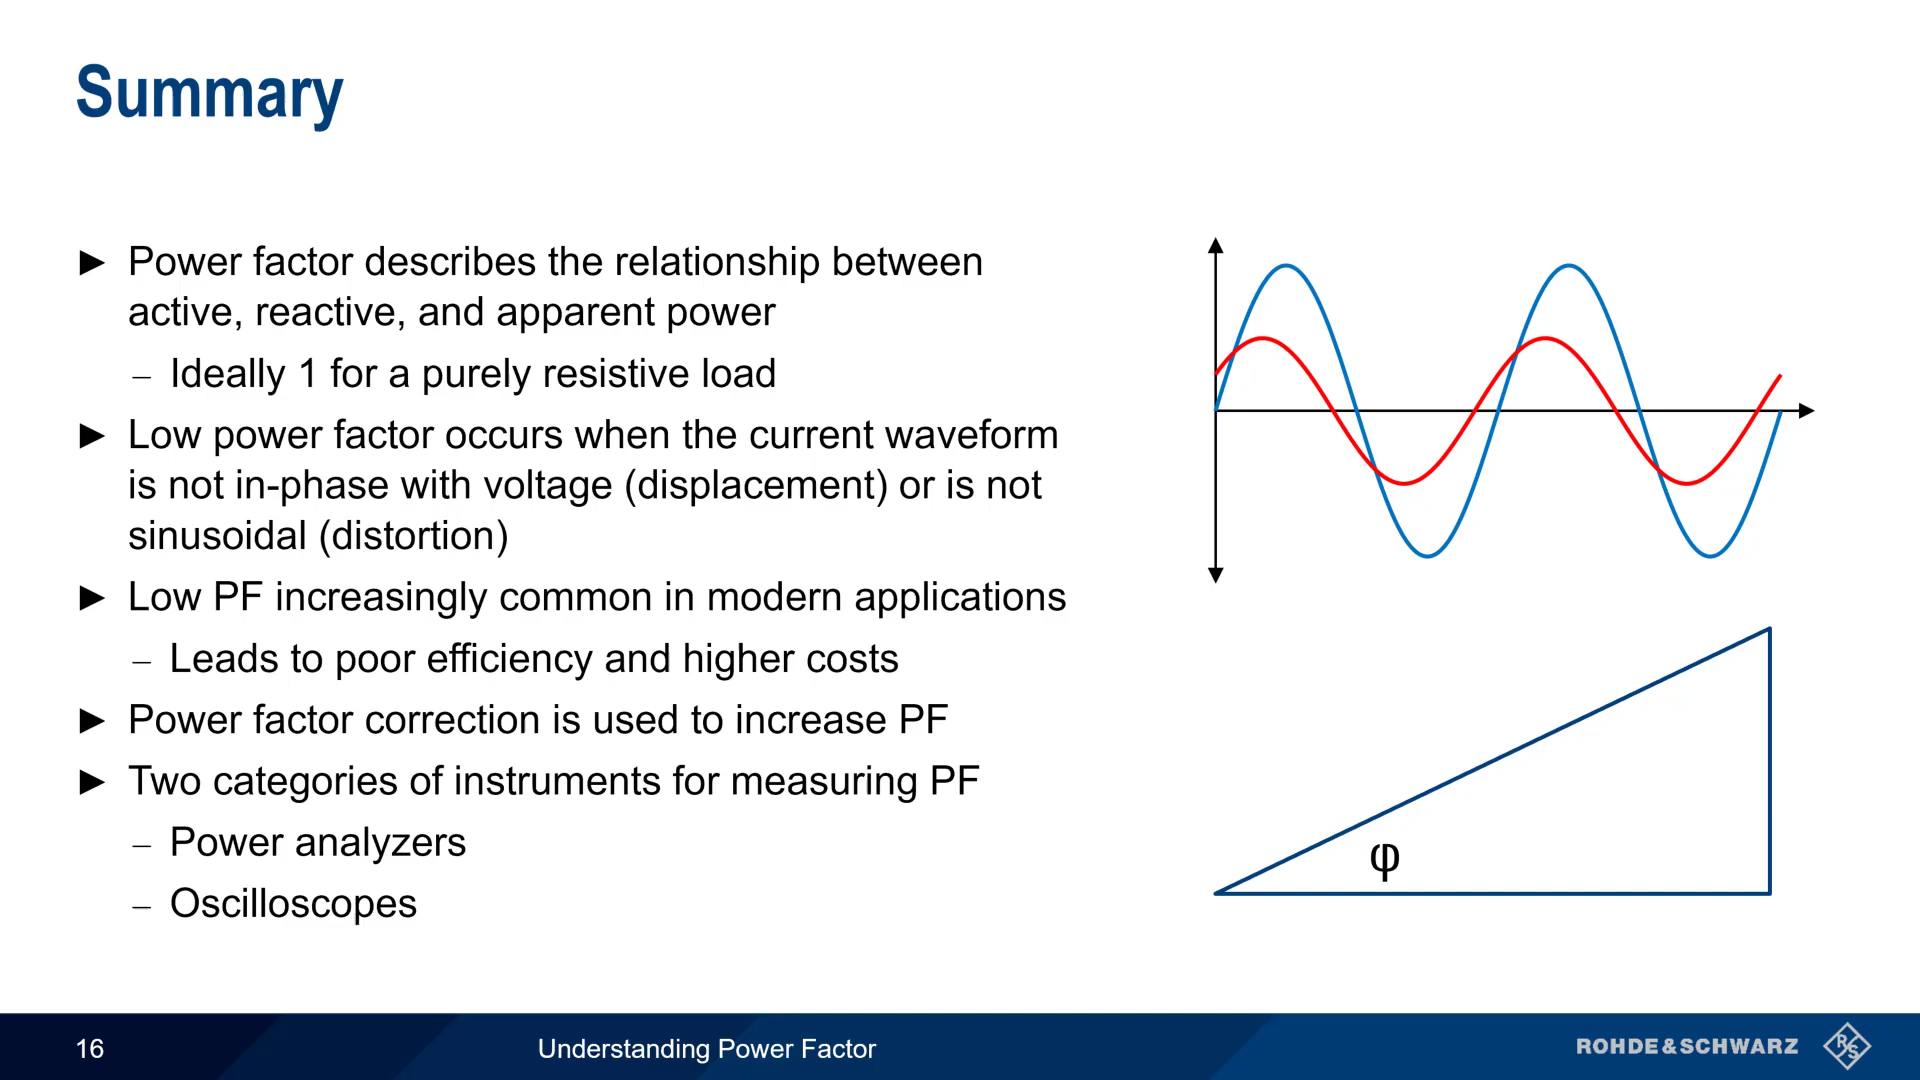 Summary
► Power factor describes the relationship between
active, reactive, and apparent power
– Ideally 1 for a purely resistive load
► Low power factor occurs when the current waveform
is not in-phase with voltage (displacement) or is not
sinusoidal (distortion)
► Low PF increasingly common in modern applications
– Leads to poor efficiency and higher costs
► Power factor correction is used to increase PF
► Two categories of instruments for measuring PF
– Power analyzers
– Oscilloscopes
φ
16
Understanding Power Factor
ROHDE&SCHWARZ
R&S